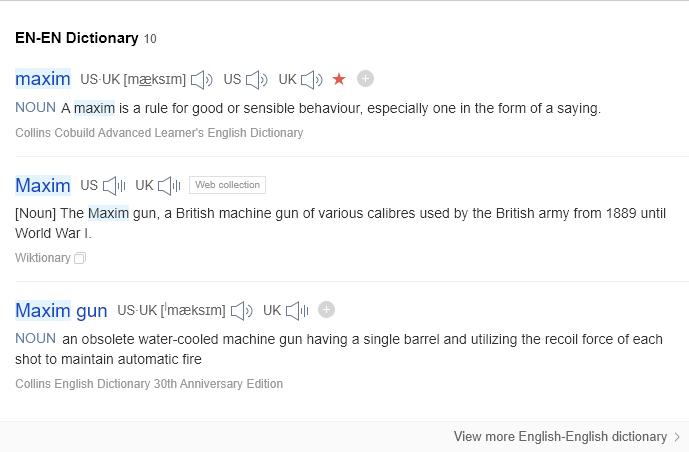 EN-EN Dictionary 10
maxim US·UK [mæksɪm] US UK
NOUN A maxim is a rule for good or sensible behaviour, especially one in the form of a saying.
Collins Cobuild Advanced Learner's English Dictionary
Maxim US UK Web collection
[Noun] The Maxim gun, a British machine gun of various calibres used by the British army from 1889 until
World War I.
Wiktionary
Maxim gun US·UK [ˈmæksɪm] UK
NOUN an obsolete water-cooled machine gun having a single barrel and utilizing the recoil force of each
shot to maintain automatic fire
Collins English Dictionary 30th Anniversary Edition
View more English-English dictionary